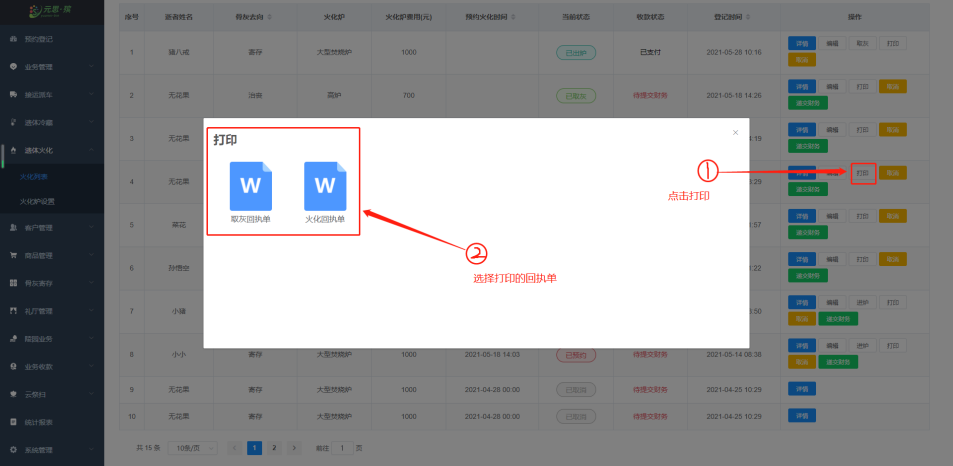 元思·殡
预约登记
业务管理
接运派车
遗体冷藏
遗体火化
火化列表
火化炉设置
客户管理
商品管理
骨灰寄存
礼厅管理
陵园业务
业务收款
云祭扫
统计报表
系统管理
序号 逝者姓名 骨灰去向 火化炉 火化炉费用(元) 预约火化时间 当前状态 收款状态 登记时间 操作
1 猪八戒 寄存 大型焚烧炉 1000 已出炉 已支付 2021-05-28 10:16 详情 编辑 取灰 打印
取消
2 无花果 治丧 高炉 700 已取灰 待提交财务 2021-05-18 14:26 详情 编辑 打印 取消
递交财务
3 无花果 4:19 详情 编辑 打印 取消
递交财务
4 无花果 0:29 详情 编辑 打印 取消
递交财务
5 菜花 :57 详情 编辑 打印 取消
递交财务
6 孙悟空 :22 详情 编辑 打印 取消
递交财务
7 小猪 :50 详情 编辑 进炉 打印
取消 递交财务
8 小小 寄存 大型焚烧炉 1000 2021-05-18 14:03 已预约 待提交财务 2021-05-14 08:38 详情 编辑 进炉 打印
取消 递交财务
9 无花果 寄存 大型焚烧炉 1000 2021-04-26 00:00 已取消 待提交财务 2021-04-25 10:29 详情
10 无花果 寄存 大型焚烧炉 1000 2021-04-26 00:00 已取消 待提交财务 2021-04-25 10:29 详情
共 15 条 10条/页 1 2 前往 1 页
打印 ×
W W
取灰回执单 火化回执单
1
点击打印
2
选择打印的回执单